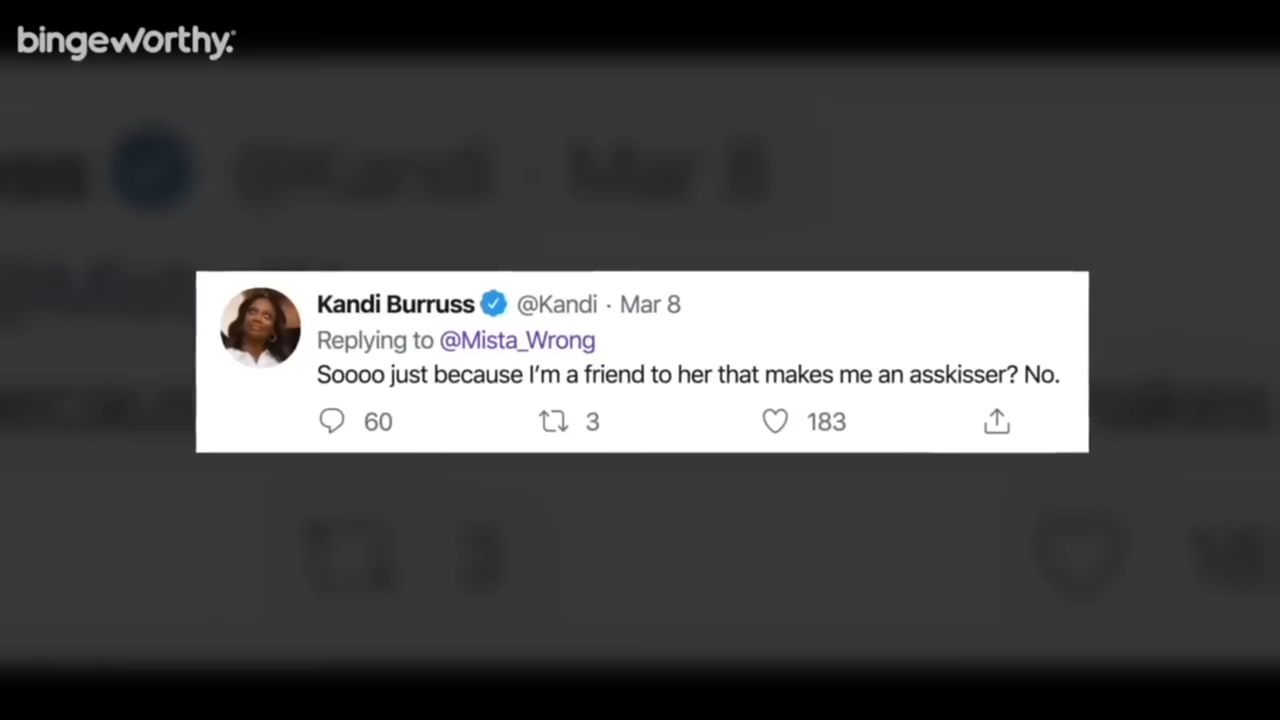 bingeworthy.
Kandi Burruss @Kandi · Mar 8
Replying to @Mista_Wrong
Soooo just because I'm a friend to her that makes me an asskisser? No.
60 3 183